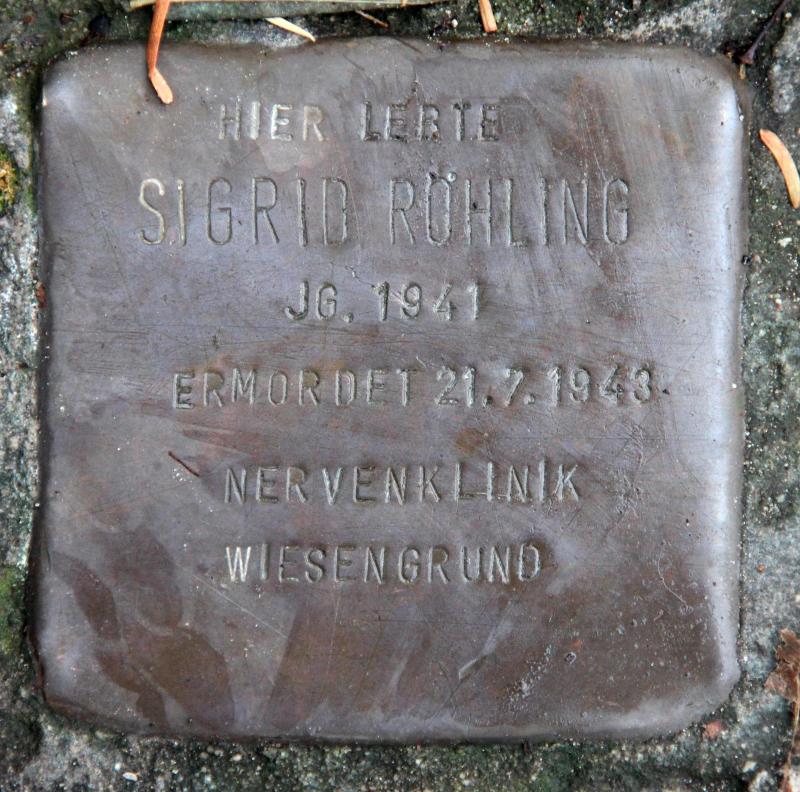 HIER LEBTE
SIGRID RÖHLING
JG. 1941
ERMORDET 21.7.1943
NERVENKLINIK
WIESENGRUND